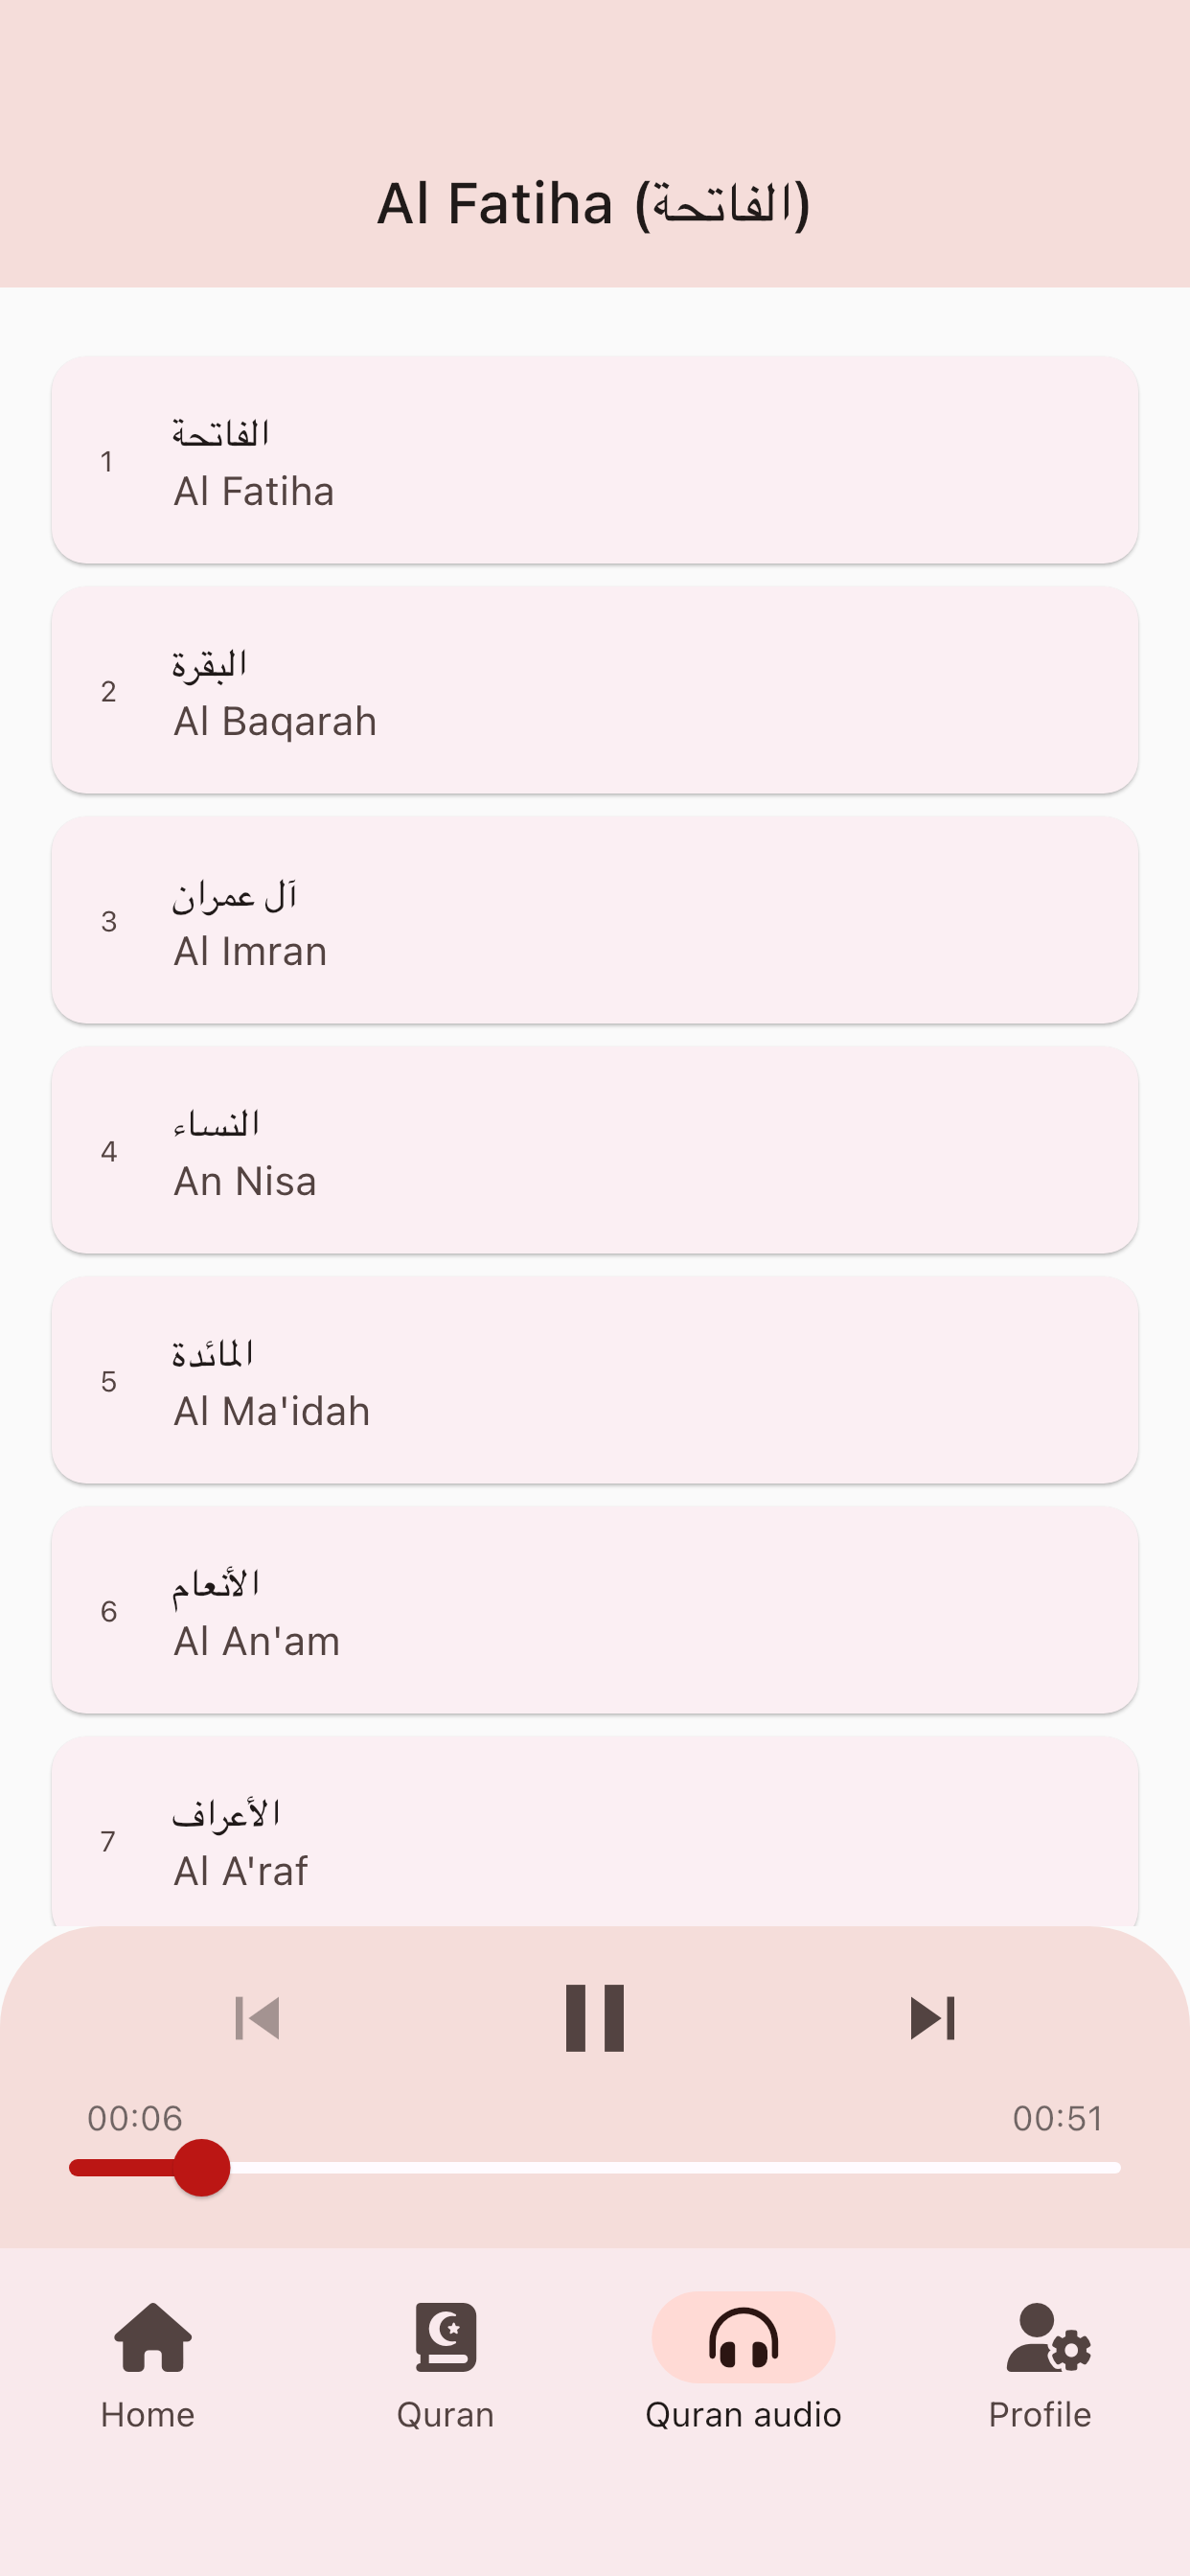 Al Fatiha (الفاتحة)
1
الفاتحة
Al Fatiha
2
البقرة
Al Baqarah
3
آل عمران
Al Imran
4
النساء
An Nisa
5
المائدة
Al Ma'idah
6
الأنعام
Al An'am
7
الأعراف
Al A'raf
00:06
00:51
Home
Quran
Quran audio
Profile